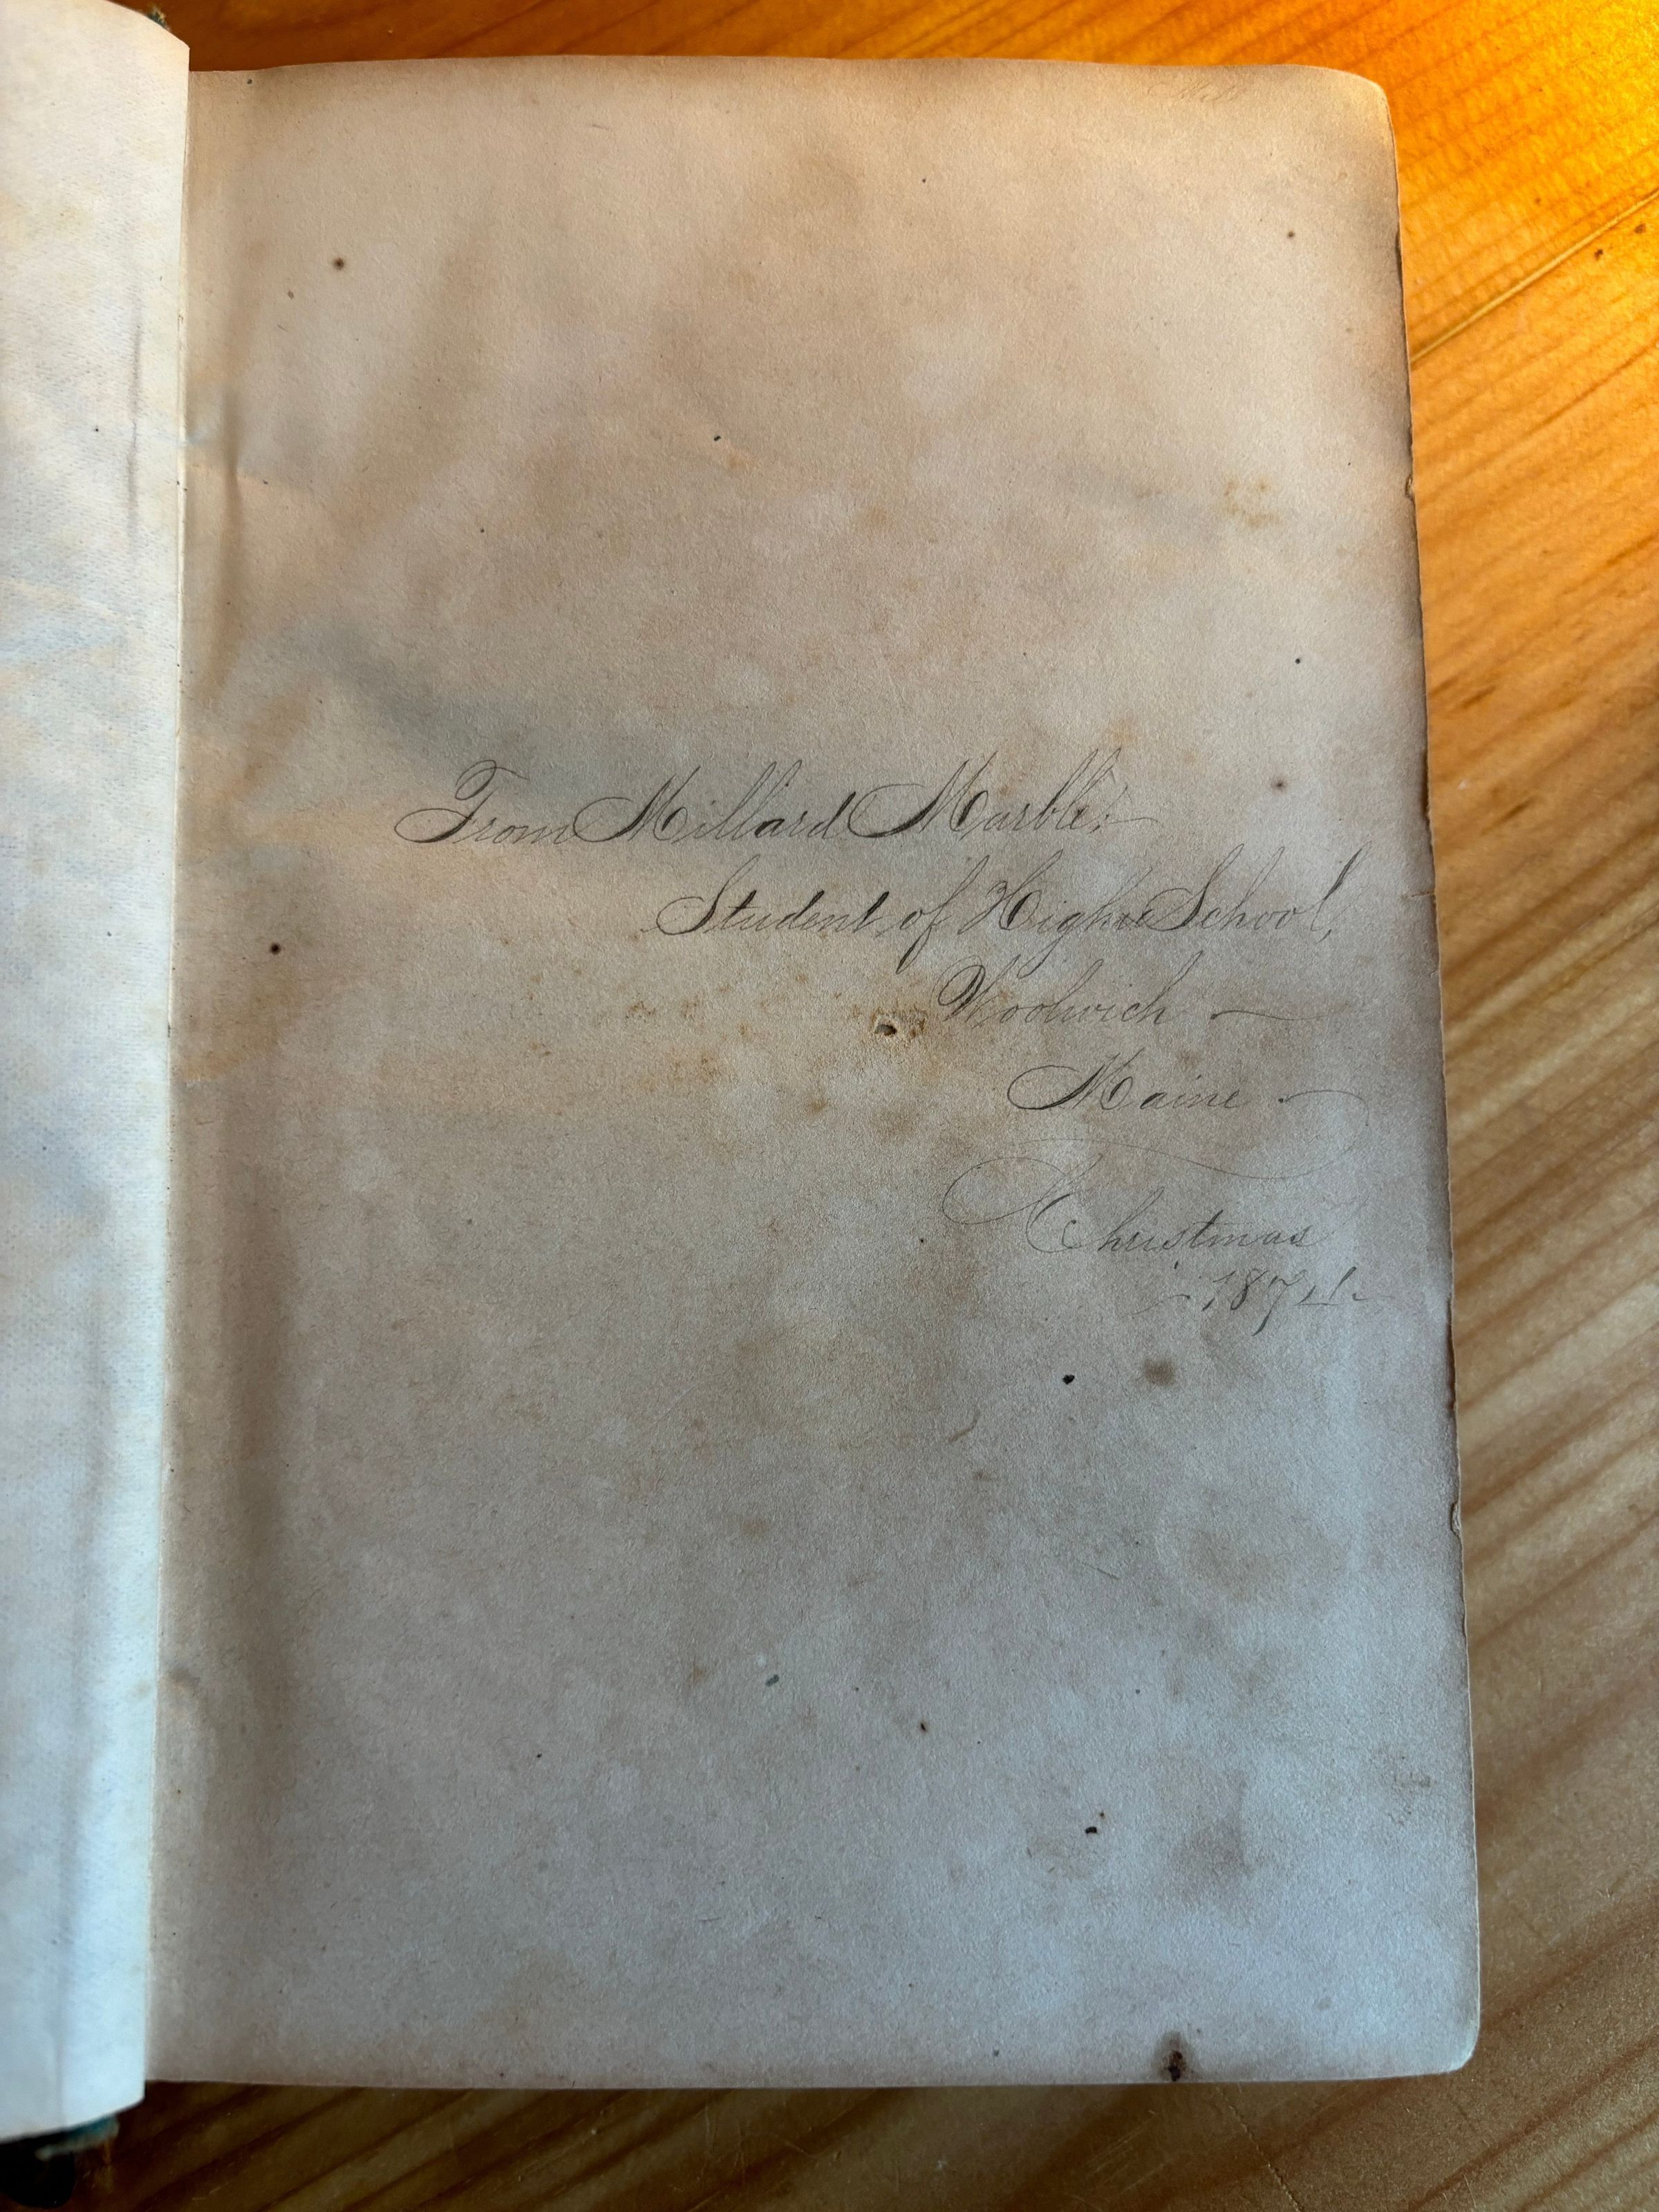 From Millard Marble:
Student of High School,
Woolwich —
Maine.
Christmas
-1874-